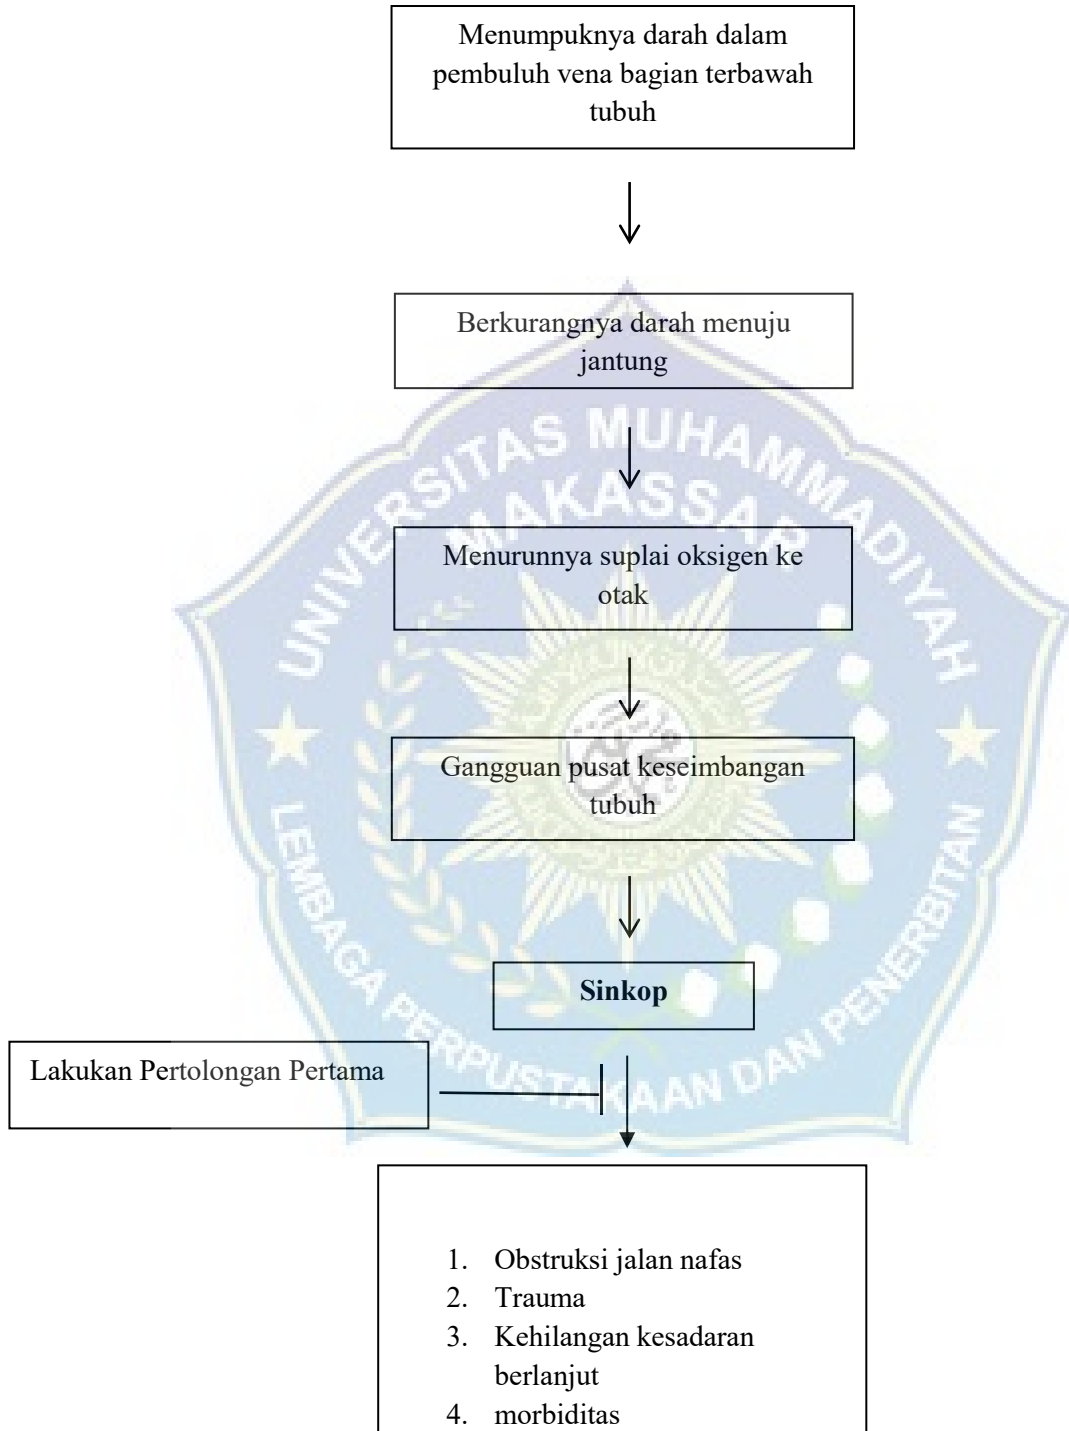 Menumpuknya darah dalam
pembuluh vena bagian terbawah
tubuh
Berkurangnya darah menuju
jantung
UNIVERSITAS MUHAMMADIYAH
MAKASSAR
Menurunnya suplai oksigen ke
otak
Gangguan pusat keseimbangan
tubuh
Sinkop
LEMBAGA PERPUSTAKAAN DAN PENERBITAN
Lakukan Pertolongan Pertama
1. Obstruksi jalan nafas
2. Trauma
3. Kehilangan kesadaran
berlanjut
4. morbiditas